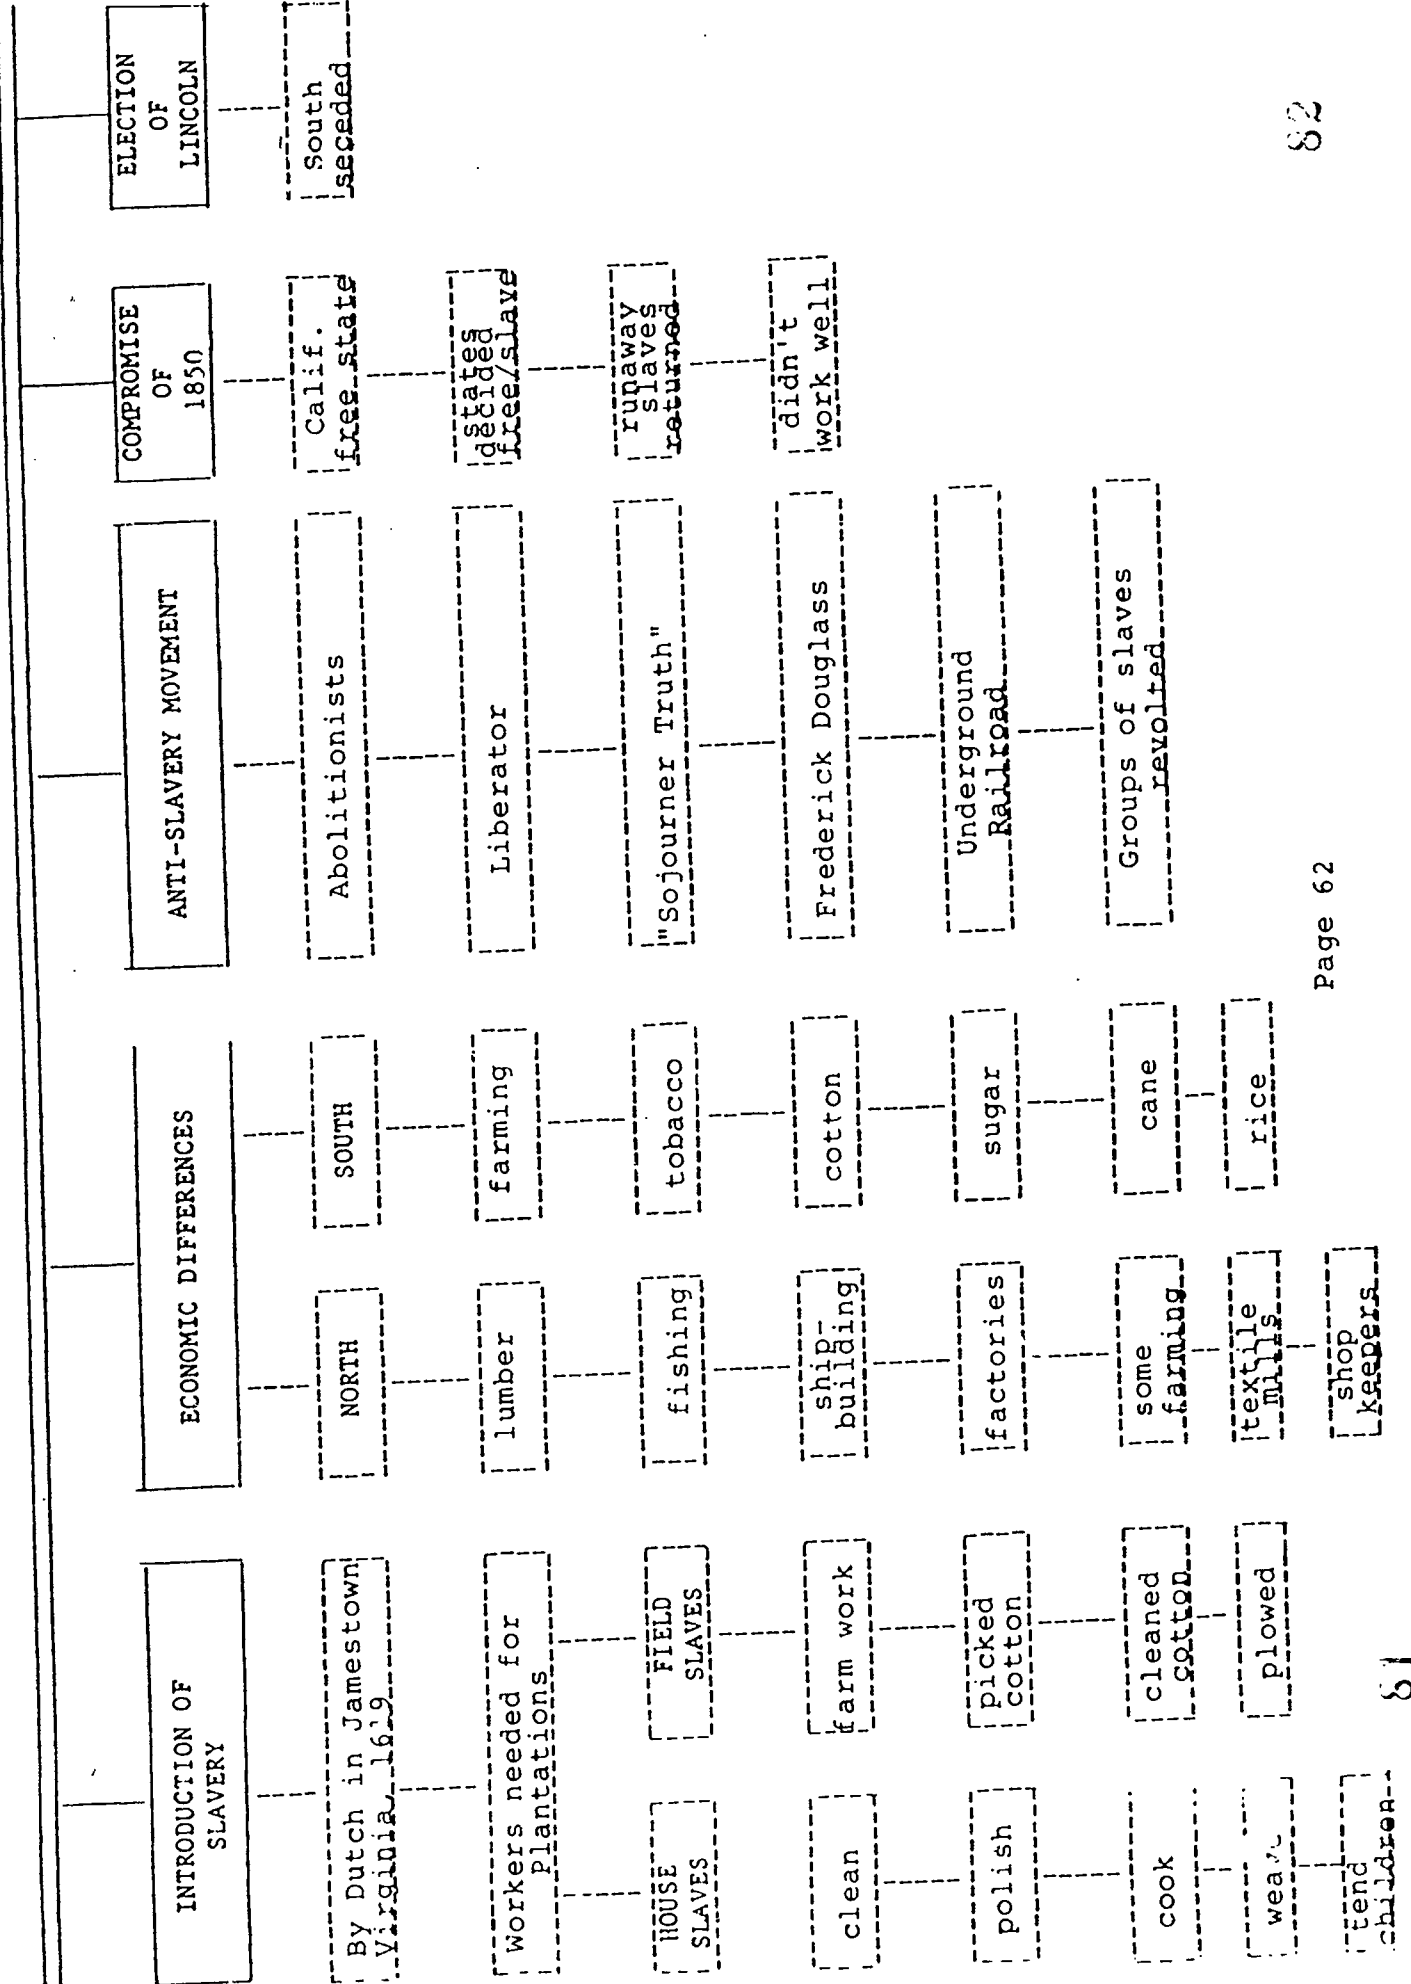 INTRODUCTION OF
SLAVERY
By Dutch in Jamestown
Virginia, 1619
Workers needed for
Plantations
HOUSE
SLAVES
clean
polish
cook
weave
tend
children
FIELD
SLAVES
farm work
picked
cotton
cleaned
cotton
plowed
ECONOMIC DIFFERENCES
NORTH
lumber
fishing
ship-
building
factories
some
farming
textile
mills
shop
keepers
SOUTH
farming
tobacco
cotton
sugar
cane
rice
ANTI-SLAVERY MOVEMENT
Abolitionists
Liberator
"Sojourner Truth"
Frederick Douglass
Underground
Railroad
Groups of slaves
revolted
COMPROMISE
OF
1850
Calif.
free state
states
decided
free/slave
runaway
slaves
returned
didn't
work well
ELECTION
OF
LINCOLN
South
seceded
Page 62
81
82